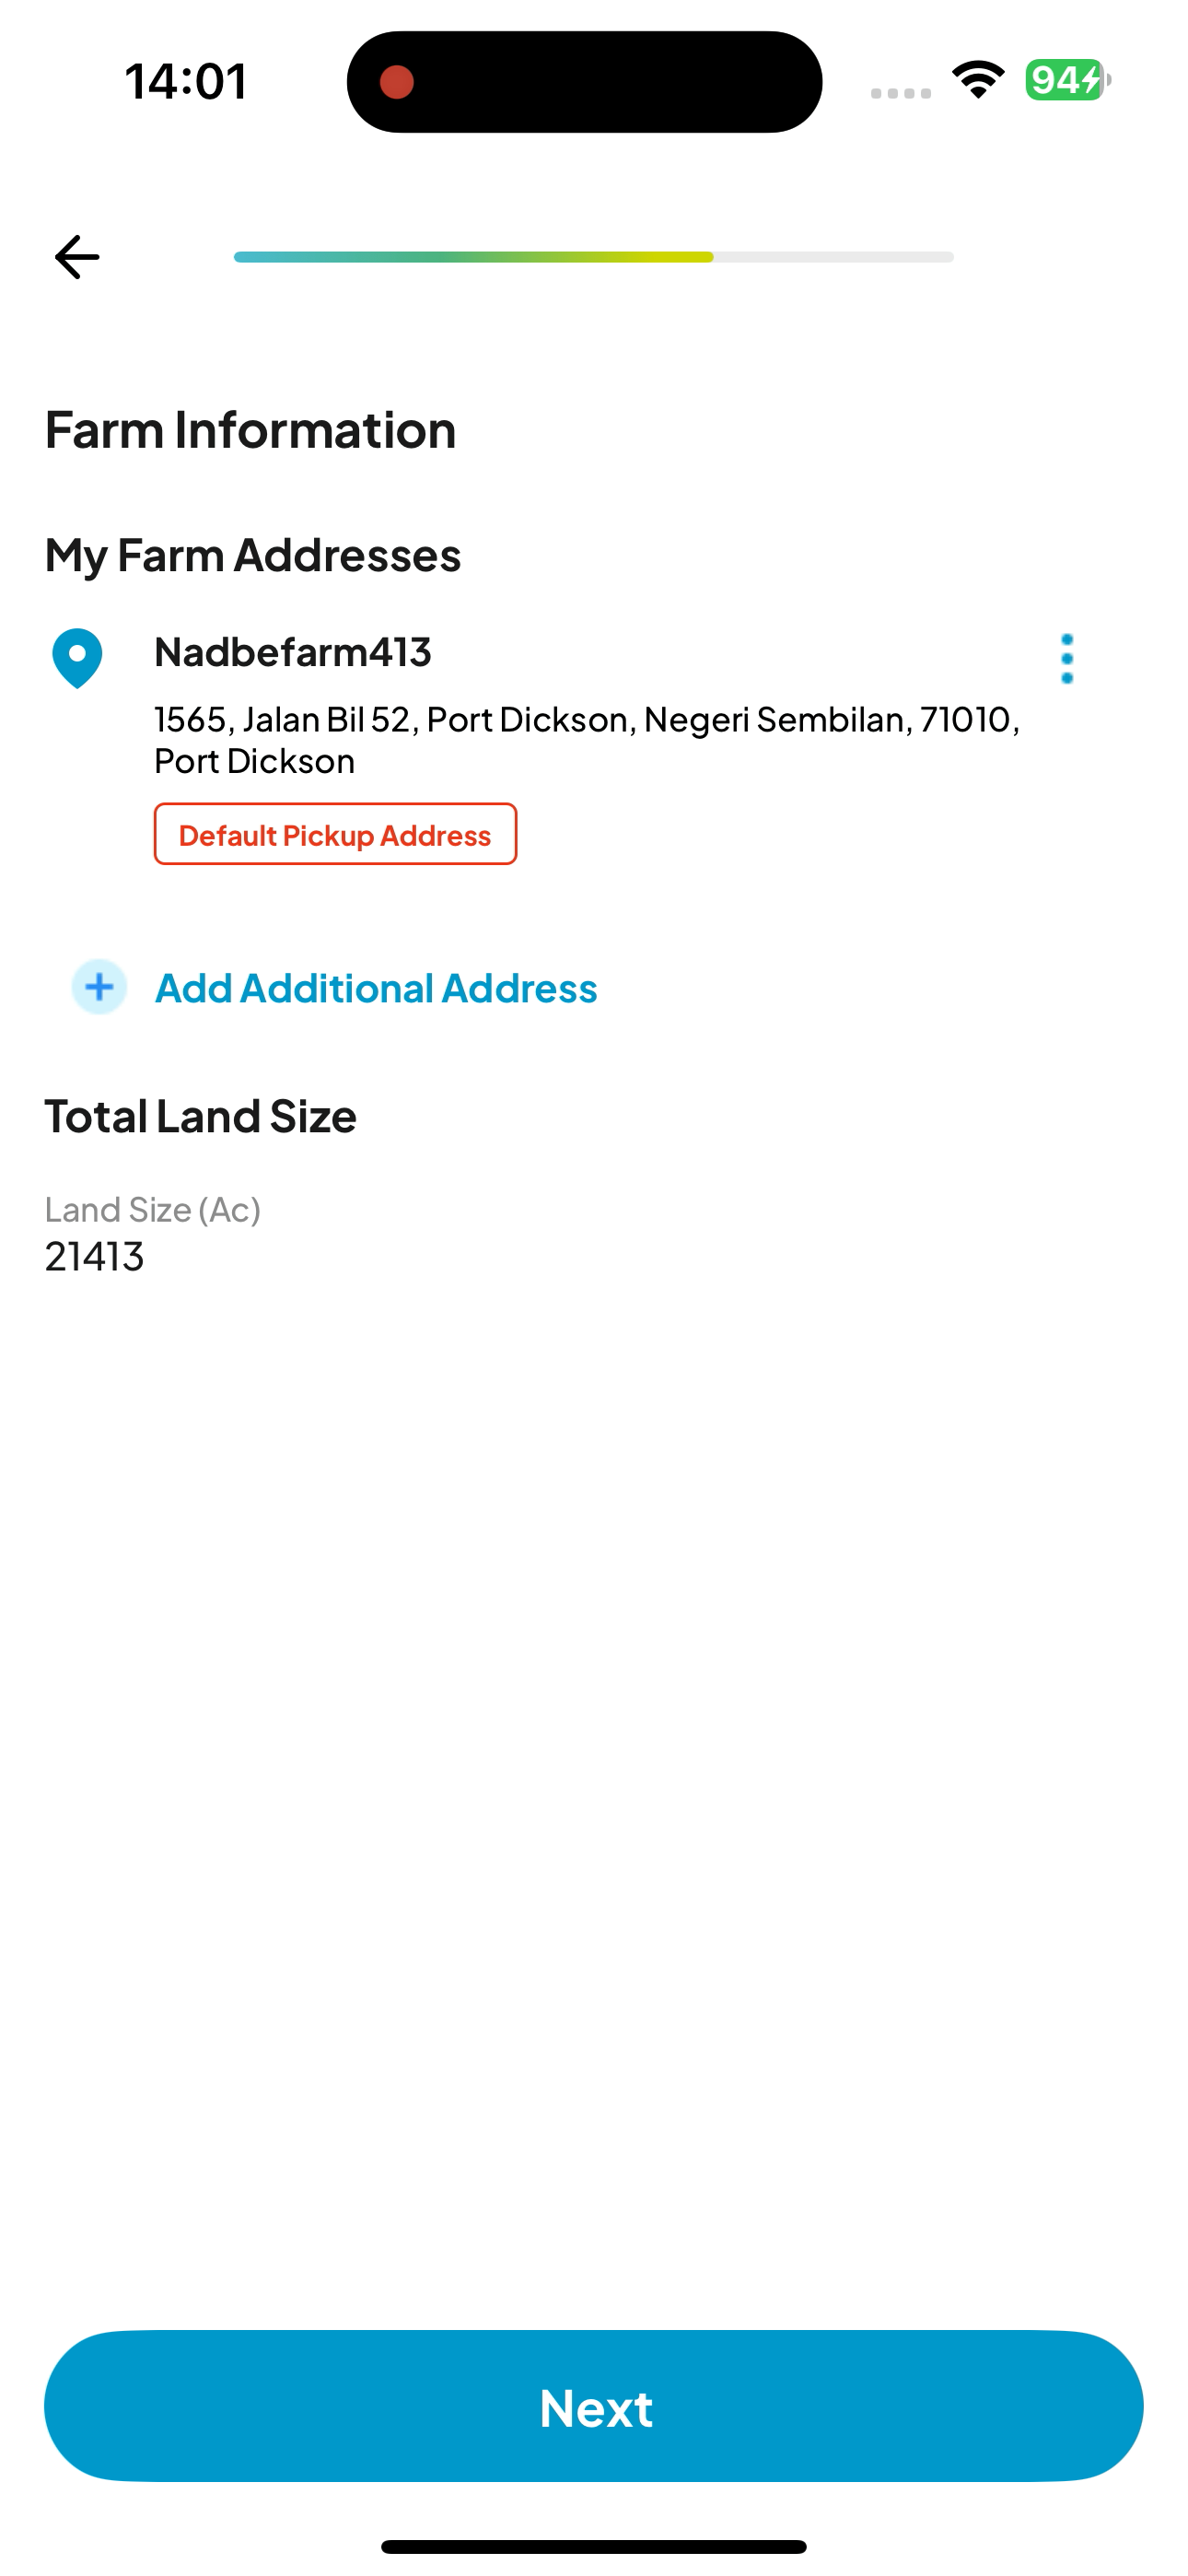 14:01
94
Farm Information
My Farm Addresses
Nadbefarm413
1565, Jalan Bil 52, Port Dickson, Negeri Sembilan, 71010,
Port Dickson
Default Pickup Address
Add Additional Address
Total Land Size
Land Size (Ac)
21413
Next